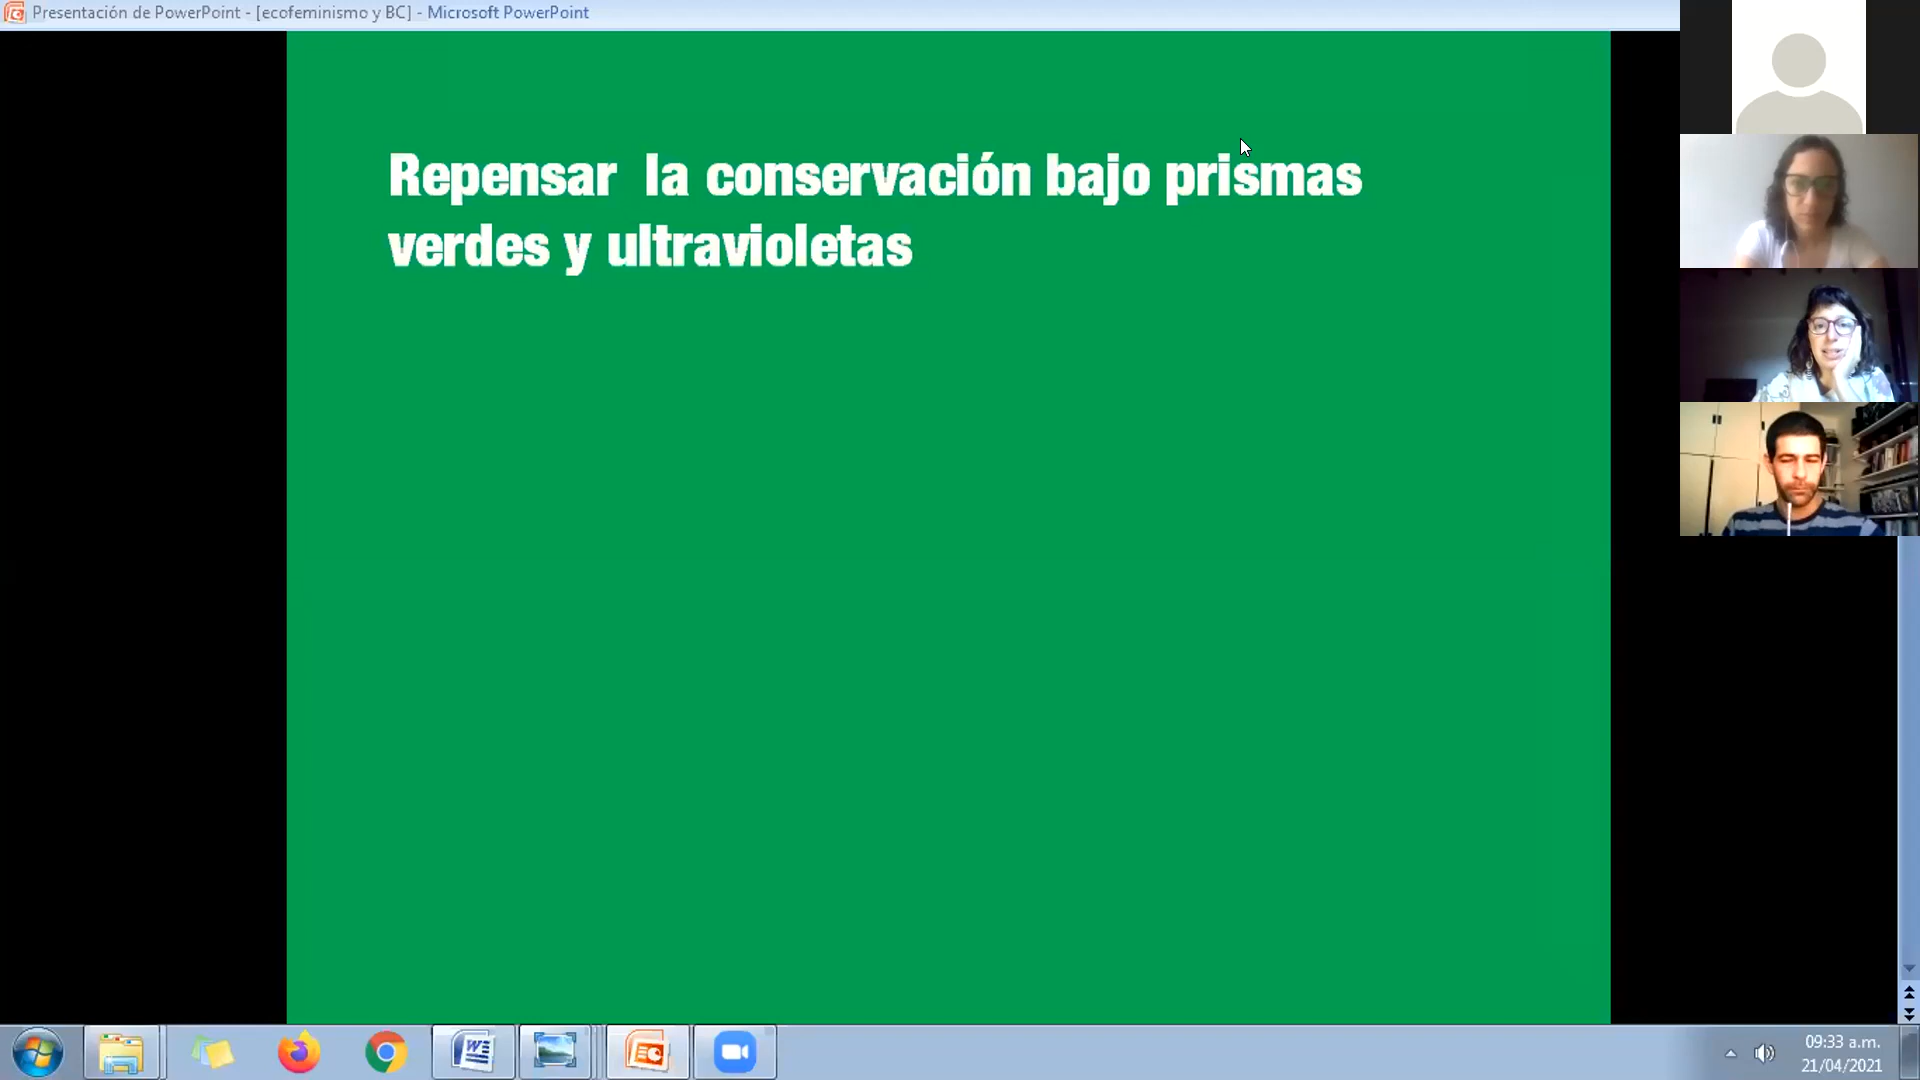 Presentación de PowerPoint - [ecofeminismo y BC] - Microsoft PowerPoint
Repensar la conservación bajo prismas
verdes y ultravioletas
09:33 a.m.
21/04/2021